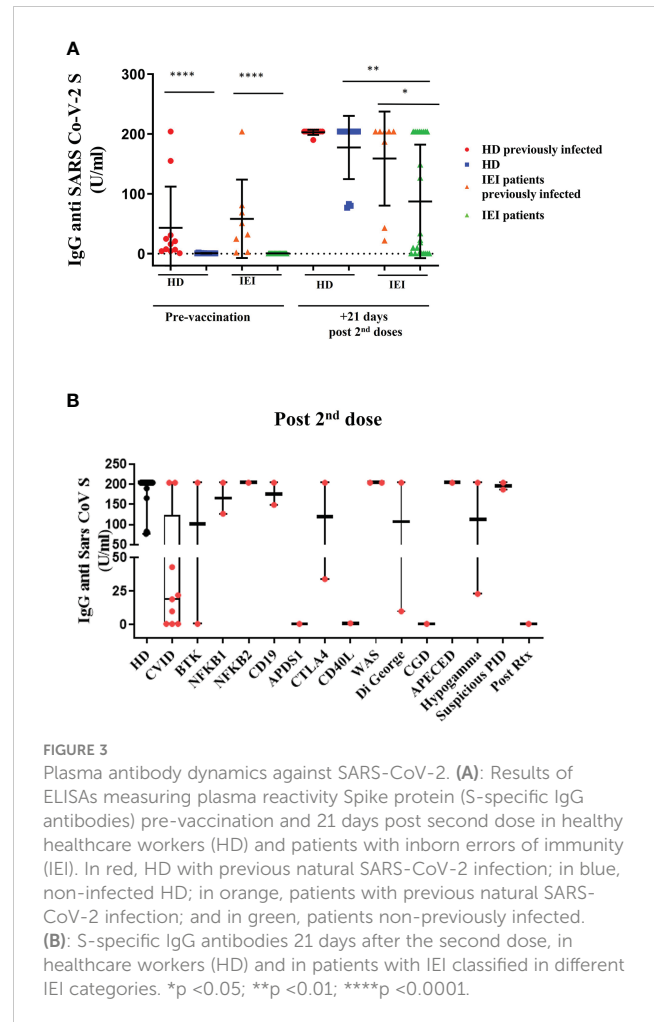 A
IgG anti SARS Co-V-2 S
(U/ml)
300
200
100
0
****
****
**
*
HD previously infected
HD
IEI patients
previously infected
IEI patients
HD
IEI
HD
IEI
Pre-vaccination
+21 days
post 2nd doses
B
Post 2nd dose
IgG anti Sars CoV S
(U/ml)
250
200
150
100
50
25
0
HD
CVID
BTK
NFKB1
NFKB2
CD19
APDS1
CTLA4
CD40L
WAS
Di George
CGD
APECED
Hypogamma
Suspicious PID
Post Rtx
FIGURE 3
Plasma antibody dynamics against SARS-CoV-2. (A): Results of
ELISAs measuring plasma reactivity Spike protein (S-specific IgG
antibodies) pre-vaccination and 21 days post second dose in healthy
healthcare workers (HD) and patients with inborn errors of immunity
(IEI). In red, HD with previous natural SARS-CoV-2 infection; in blue,
non-infected HD; in orange, patients with previous natural SARS-
CoV-2 infection; and in green, patients non-previously infected.
(B): S-specific IgG antibodies 21 days after the second dose, in
healthcare workers (HD) and in patients with IEI classified in different
IEI categories. *p <0.05; **p <0.01; ****p <0.0001.